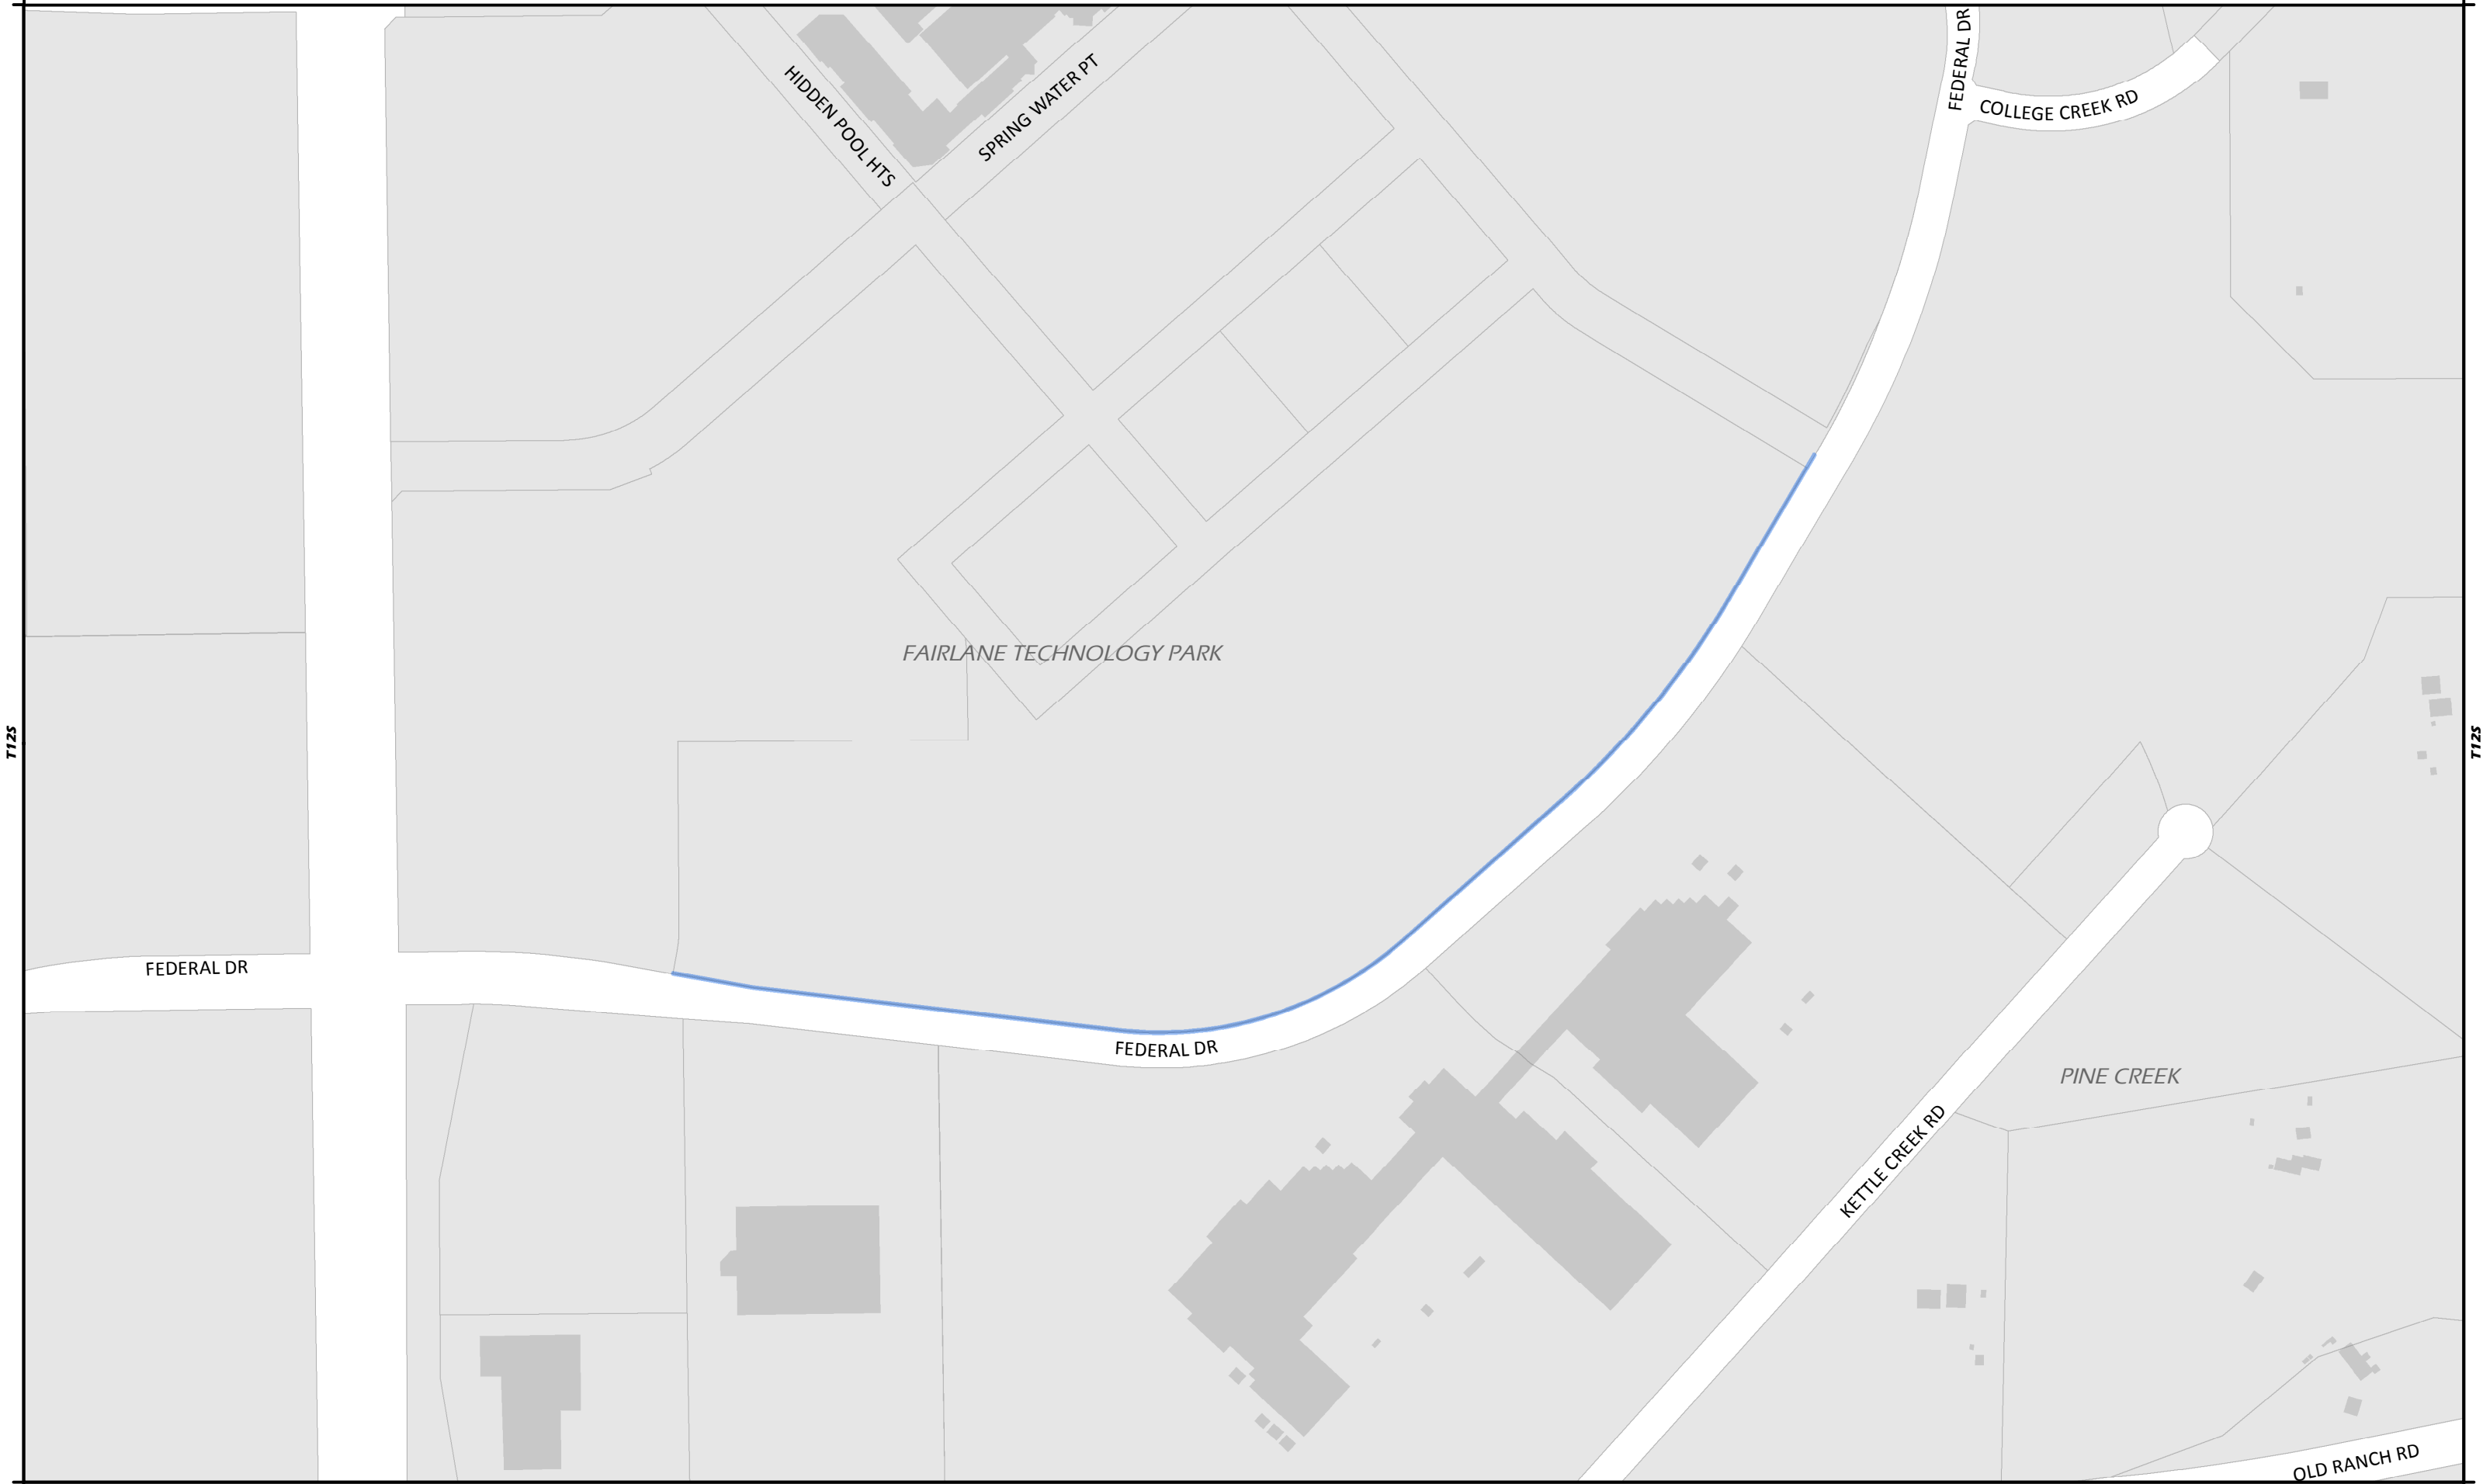 FEDERAL DR
HIDDEN POOL HTS
SPRING WATER PT
COLLEGE CREEK RD
FAIRLANE TECHNOLOGY PARK
T12S
T12S
FEDERAL DR
FEDERAL DR
PINE CREEK
KETTLE CREEK RD
OLD RANCH RD